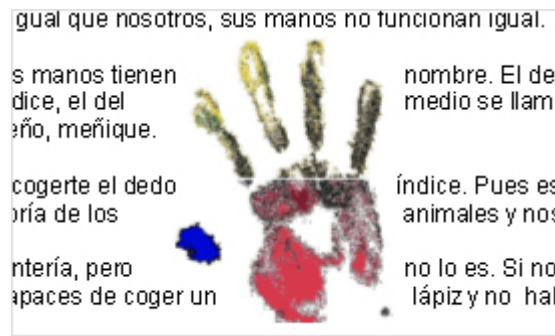 gual que nosotros, sus manos no funcionan igual.
s manos tienen nombre. El de
dice, el del medio se llam
eño, meñique.
cogerte el dedo índice. Pues es
oría de los animales y nos
ntería, pero no lo es. Si no
apaces de coger un lápiz y no